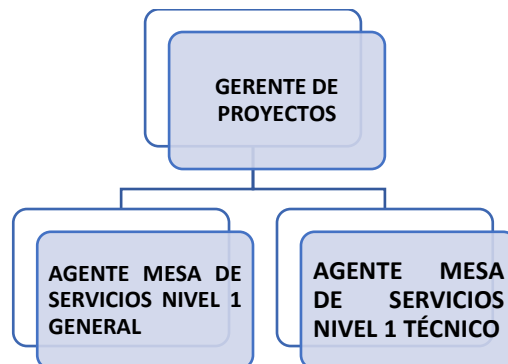 GERENTE DE
PROYECTOS
AGENTE MESA DE
SERVICIOS NIVEL 1
GENERAL
AGENTE MESA
DE SERVICIOS
NIVEL 1 TÉCNICO